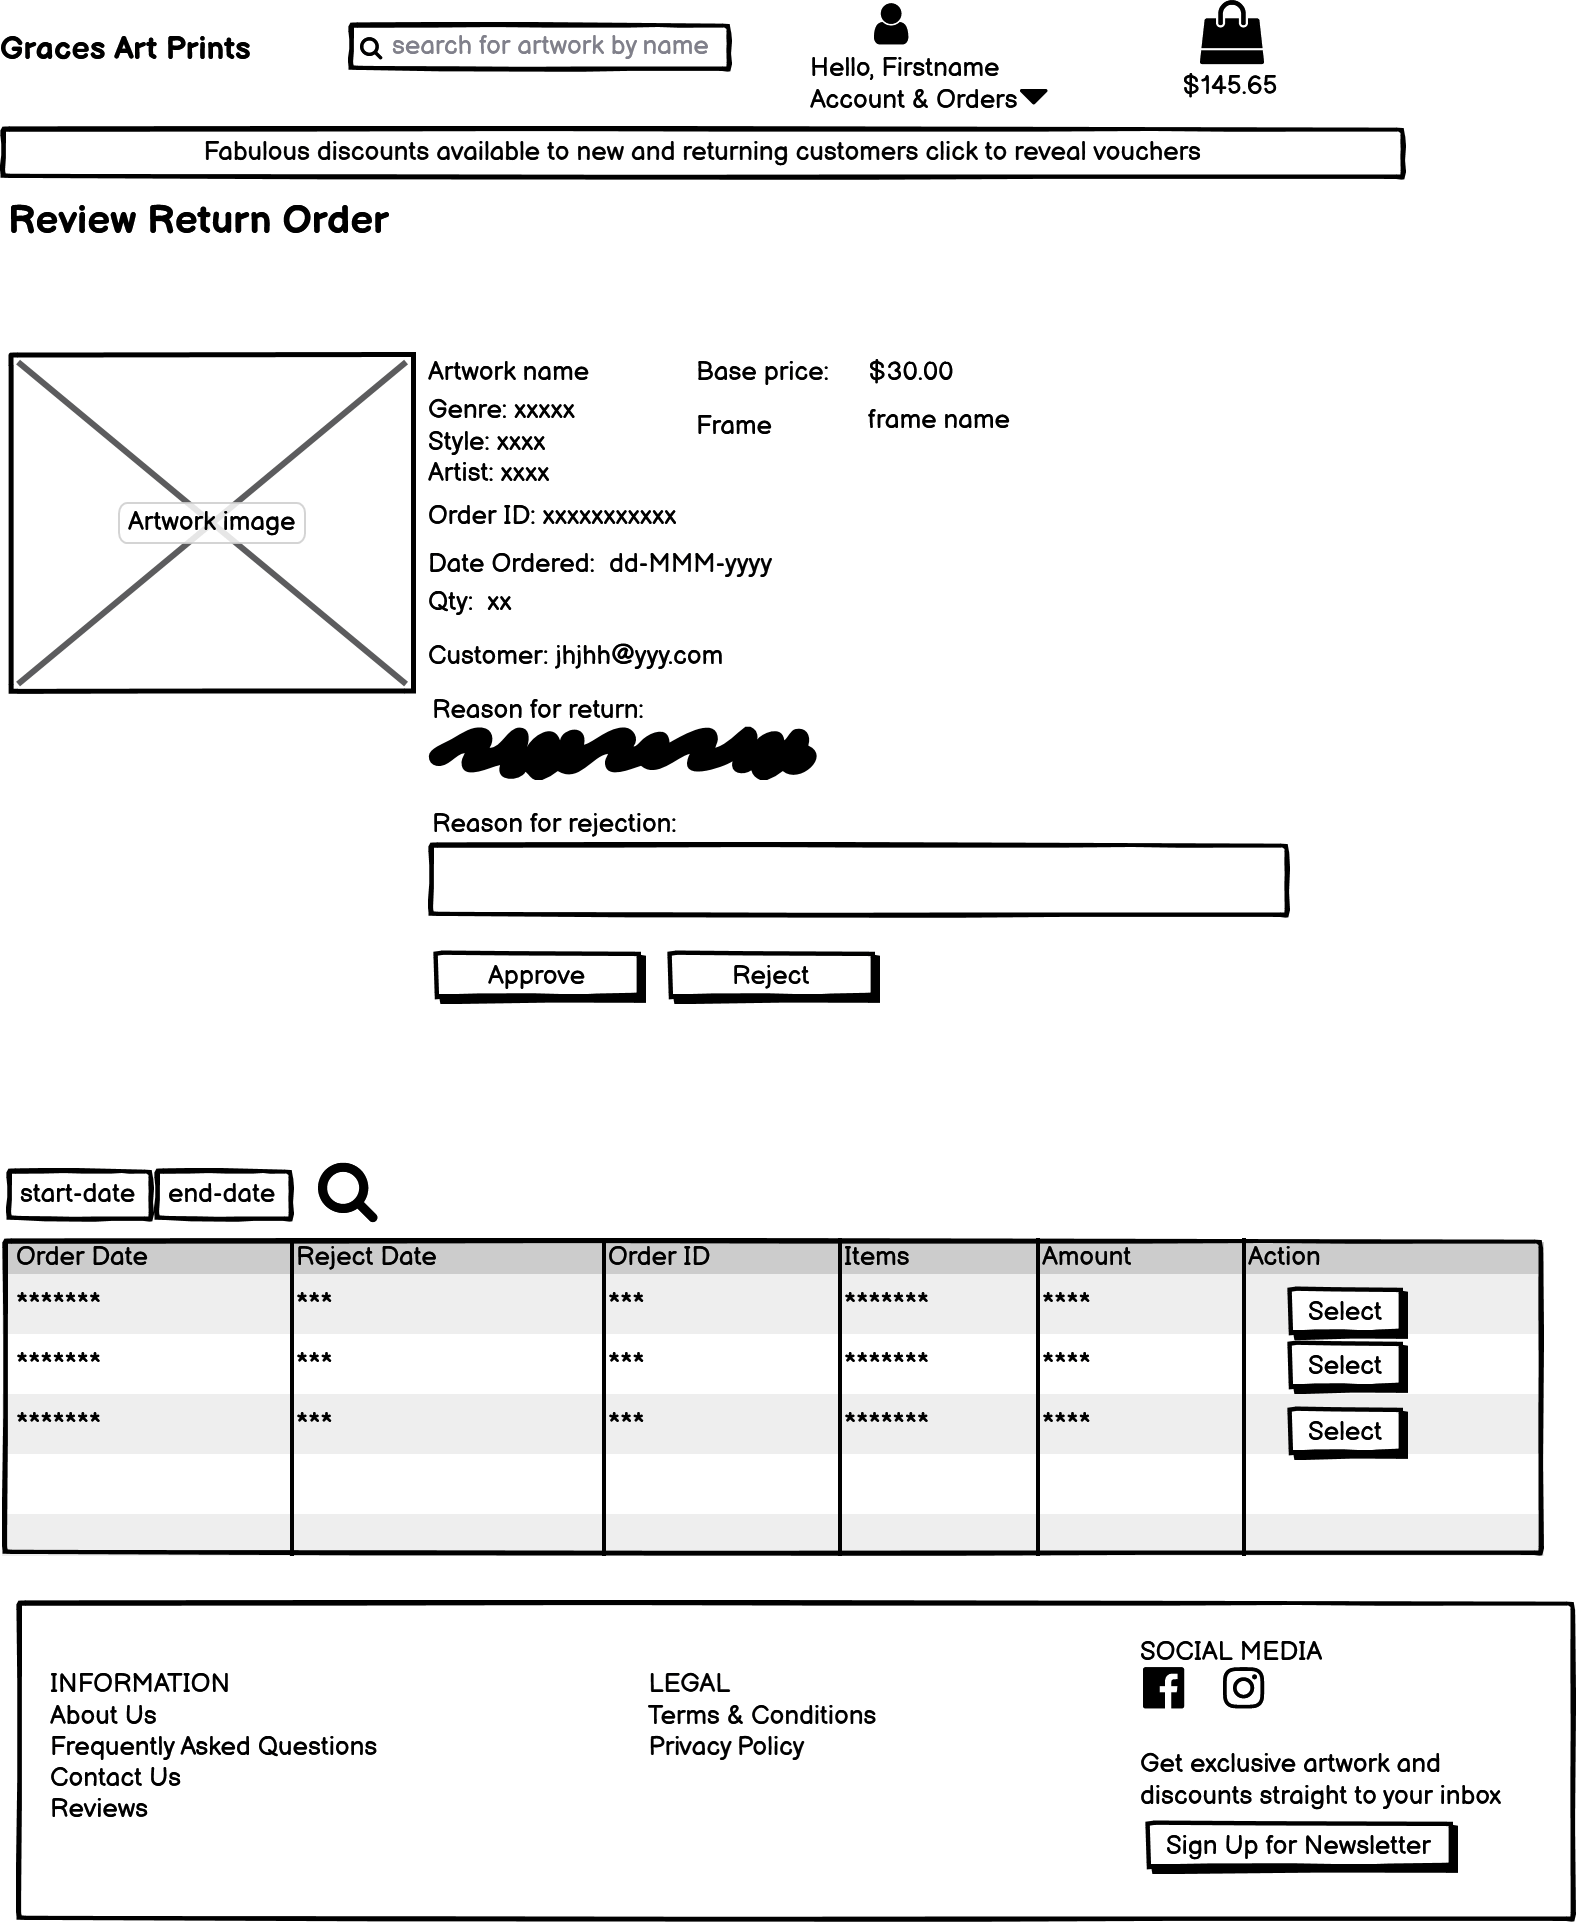 Graces Art Prints
search for artwork by name
Hello, Firstname
Account & Orders
$145.65
Fabulous discounts available to new and returning customers click to reveal vouchers
Review Return Order
Artwork image
Artwork name
Base price: $30.00
Genre: xxxxx
Style: xxxx
Artist: xxxx
Frame frame name
Order ID: xxxxxxxxxxx
Date Ordered: dd-MMM-yyyy
Qty: xx
Customer: jhjhh@yyy.com
Reason for return:
Reason for rejection:
Approve Reject
start-date end-date
Order Date Reject Date Order ID Items Amount Action
******* *** *** ******* **** Select
******* *** *** ******* **** Select
******* *** *** ******* **** Select
INFORMATION
About Us
Frequently Asked Questions
Contact Us
Reviews
LEGAL
Terms & Conditions
Privacy Policy
SOCIAL MEDIA
Get exclusive artwork and
discounts straight to your inbox
Sign Up for Newsletter